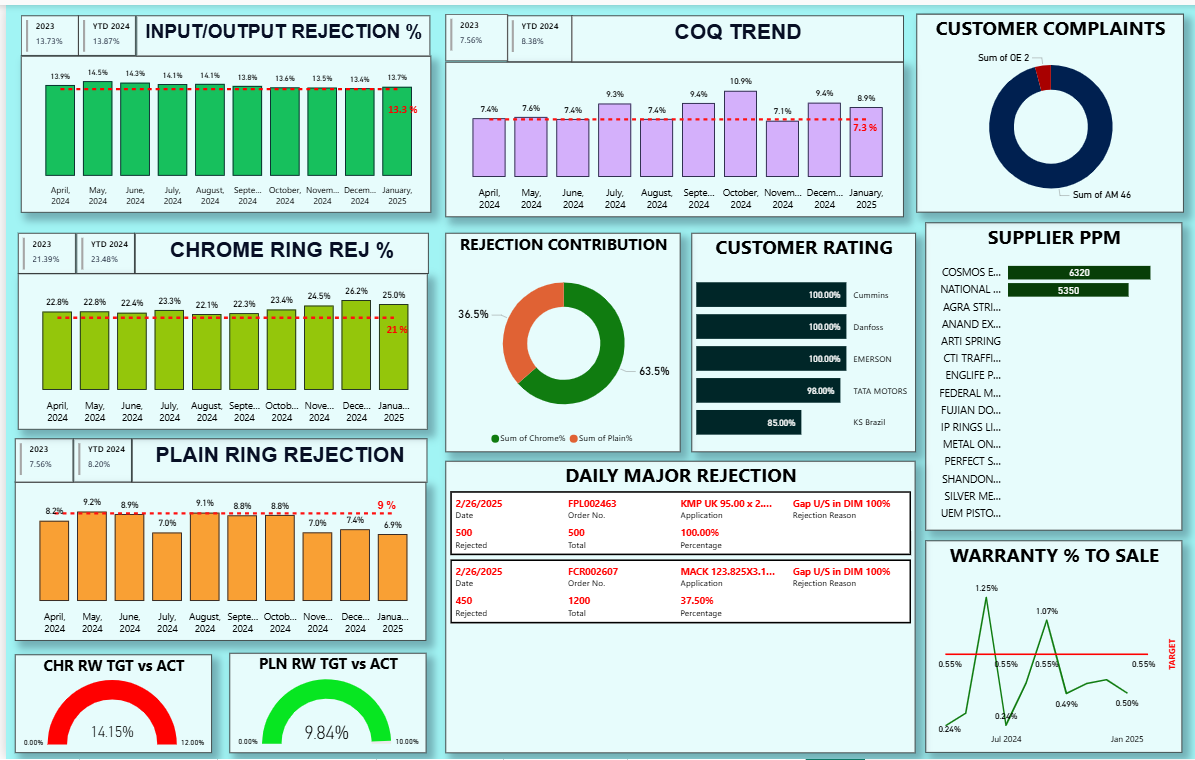 2023
13.73%
YTD 2024
13.87%
INPUT/OUTPUT REJECTION %
13.9% 14.5% 14.3% 14.1% 14.1% 13.8% 13.6% 13.5% 13.4% 13.7%
13.3 %
April, 2024 May, 2024 June, 2024 July, 2024 August, 2024 Septe... 2024 October, 2024 Novem... 2024 Decem... 2024 January, 2025
2023
7.56%
YTD 2024
8.38%
COQ TREND
7.4% 7.6% 7.4% 9.3% 7.4% 9.4% 10.9% 7.1% 9.4% 8.9%
7.3 %
April, 2024 May, 2024 June, 2024 July, 2024 August, 2024 Septe... 2024 October, 2024 Novem... 2024 Decem... 2024 January, 2025
CUSTOMER COMPLAINTS
Sum of OE 2
Sum of AM 46
2023
21.39%
YTD 2024
23.48%
CHROME RING REJ %
22.8% 22.8% 22.4% 23.3% 22.1% 22.3% 23.4% 24.5% 26.2% 25.0%
21 %
April, 2024 May, 2024 June, 2024 July, 2024 August, 2024 Septe... 2024 Octob... 2024 Nove... 2024 Dece... 2024 Janua... 2025
REJECTION CONTRIBUTION
36.5%
63.5%
Sum of Chrome% Sum of Plain%
CUSTOMER RATING
100.00% Cummins
100.00% Danfoss
100.00% EMERSON
98.00% TATA MOTORS
85.00% KS Brazil
SUPPLIER PPM
COSMOS E... 6320
NATIONAL ... 5350
AGRA STRI...
ANAND EX...
ARTI SPRING
CTI TRAFFI...
ENGLIFE P...
FEDERAL M...
FUJIAN DO...
IP RINGS LI...
METAL ON...
PERFECT S...
SHANDON...
SILVER ME...
UEM PISTO...
2023
7.56%
YTD 2024
8.20%
PLAIN RING REJECTION
8.2% 9.2% 8.9% 7.0% 9.1% 8.8% 8.8% 7.0% 7.4% 6.9%
9 %
April, 2024 May, 2024 June, 2024 July, 2024 August, 2024 Septe... 2024 Octob... 2024 Nove... 2024 Dece... 2024 Janua... 2025
DAILY MAJOR REJECTION
2/26/2025 FPL002463 KMP UK 95.00 x 2.... Gap U/S in DIM 100%
Date Order No. Application Rejection Reason
500 500 100.00%
Rejected Total Percentage
2/26/2025 FCR002607 MACK 123.825X3.1... Gap U/S in DIM 100%
Date Order No. Application Rejection Reason
450 1200 37.50%
Rejected Total Percentage
WARRANTY % TO SALE
1.25%
1.07%
0.55% 0.55% 0.55% 0.55%
TARGET
0.24% 0.24% 0.49% 0.50%
Jul 2024 Jan 2025
CHR RW TGT vs ACT
14.15%
0.00% 12.00%
PLN RW TGT vs ACT
9.84%
0.00% 10.00%